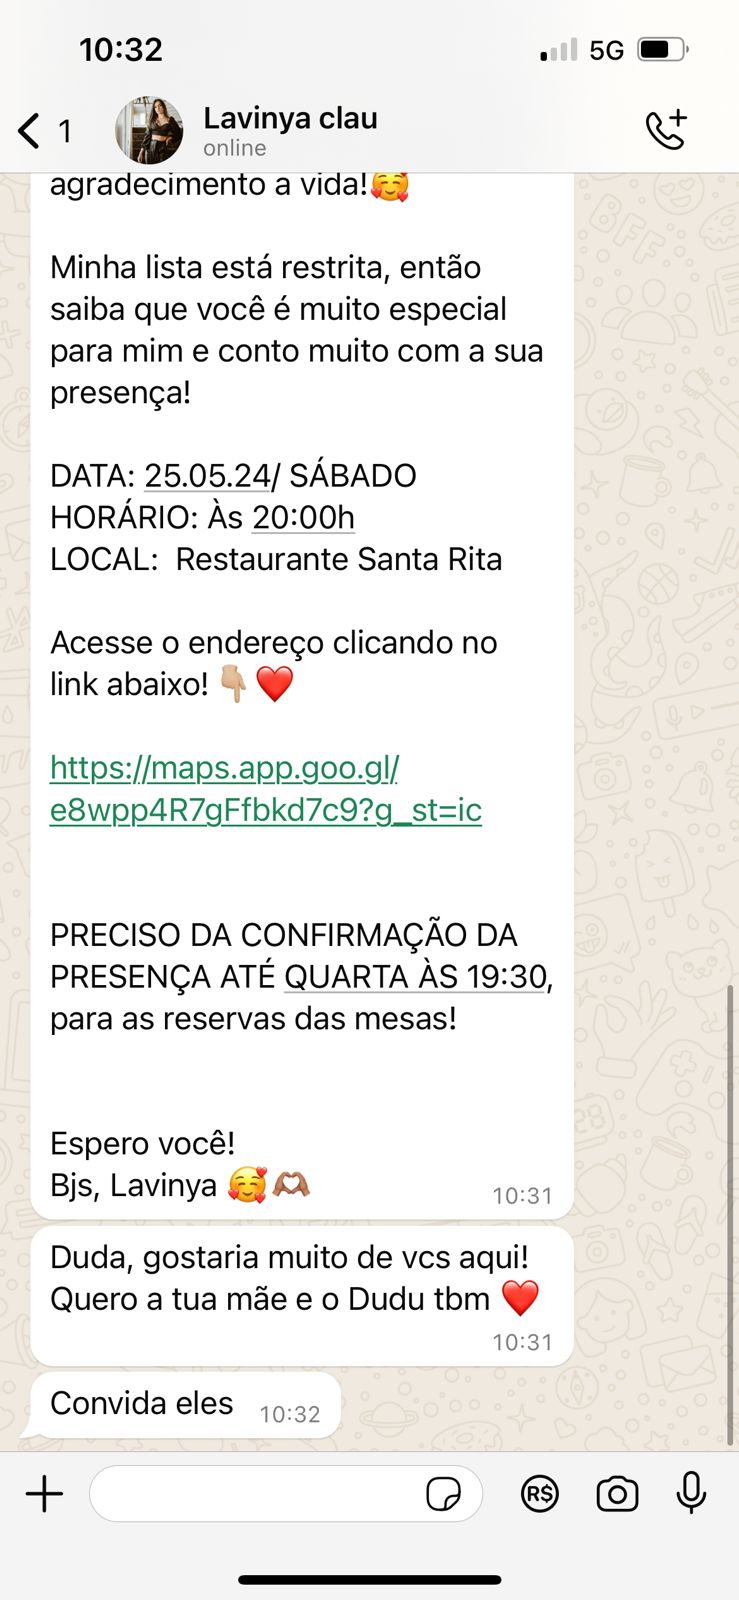 10:32
5G
1
Lavinya clau
online
agradecimento a vida!🥰
Minha lista está restrita, então
saiba que você é muito especial
para mim e conto muito com a sua
presença!
DATA: 25.05.24/ SÁBADO
HORÁRIO: Às 20:00h
LOCAL:  Restaurante Santa Rita
Acesse o endereço clicando no
link abaixo! 👇🏼❤️
https://maps.app.goo.gl/
e8wpp4R7gFfbkd7c9?g_st=ic
PRECISO DA CONFIRMAÇÃO DA
PRESENÇA ATÉ QUARTA ÀS 19:30,
para as reservas das mesas!
Espero você!
Bjs, Lavinya 🥰🫶🏽
10:31
Duda, gostaria muito de vcs aqui!
Quero a tua mãe e o Dudu tbm ❤️
10:31
Convida eles
10:32
R$